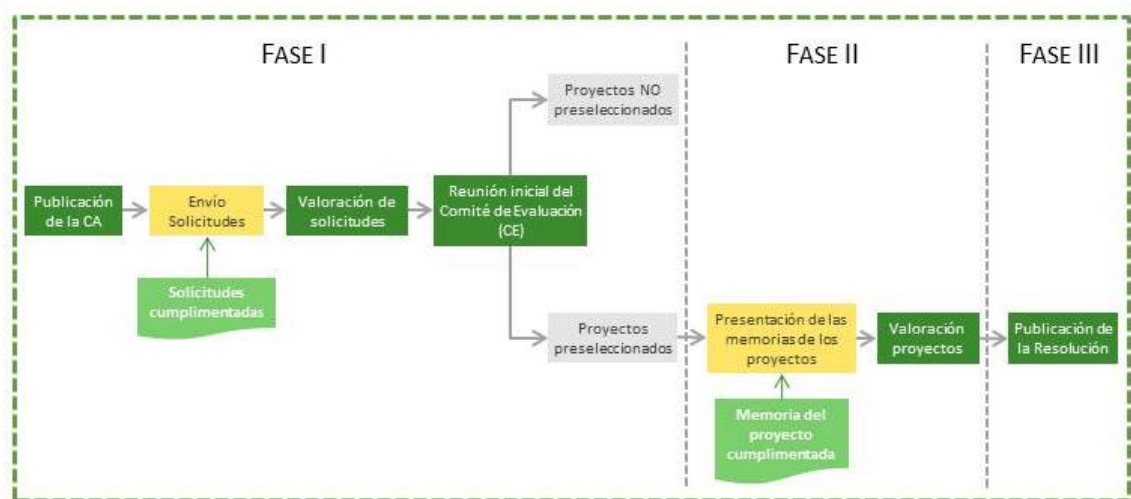 FASE I
FASE II
FASE III
Proyectos NO
preseleccionados
Publicación
de la CA
Envío
Solicitudes
Valoración de
solicitudes
Reunión inicial del
Comité de Evaluación
(CE)
Solicitudes
cumplimentadas
Proyectos
preseleccionados
Presentación de las
memorias de los
proyectos
Valoración
proyectos
Publicación de
la Resolución
Memoria del
proyecto
cumplimentada